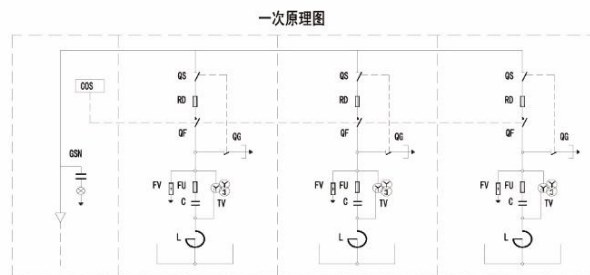 一次原理图
QS QS QS
COS
RD RD RD
QF QF QF
QG QG QG
GSN
FV FU TV FV FU TV FV FU TV
C C C
L L L